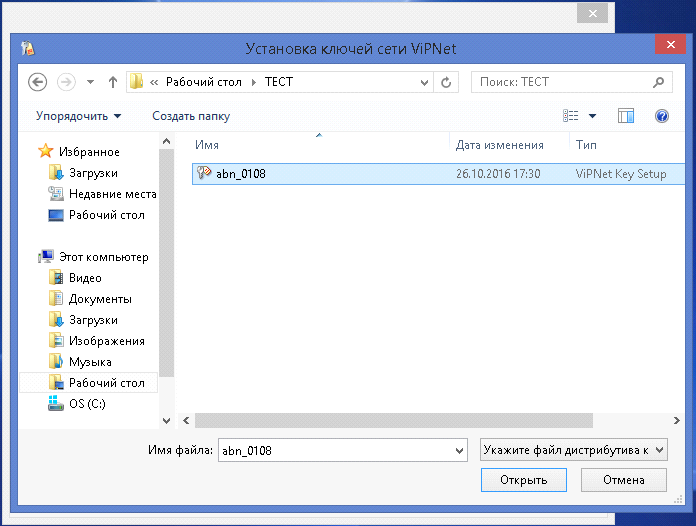 Установка ключей сети ViPNet
« Рабочий стол ТЕСТ
Поиск: ТЕСТ
Упорядочить Создать папку
Имя Дата изменения Тип
abn_0108 26.10.2016 17:30 ViPNet Key Setup
Избранное
Загрузки
Недавние места
Рабочий стол
Этот компьютер
Видео
Документы
Загрузки
Изображения
Музыка
Рабочий стол
OS (C:)
Имя файла: abn_0108 Укажите файл дистрибутива к
Открыть Отмена